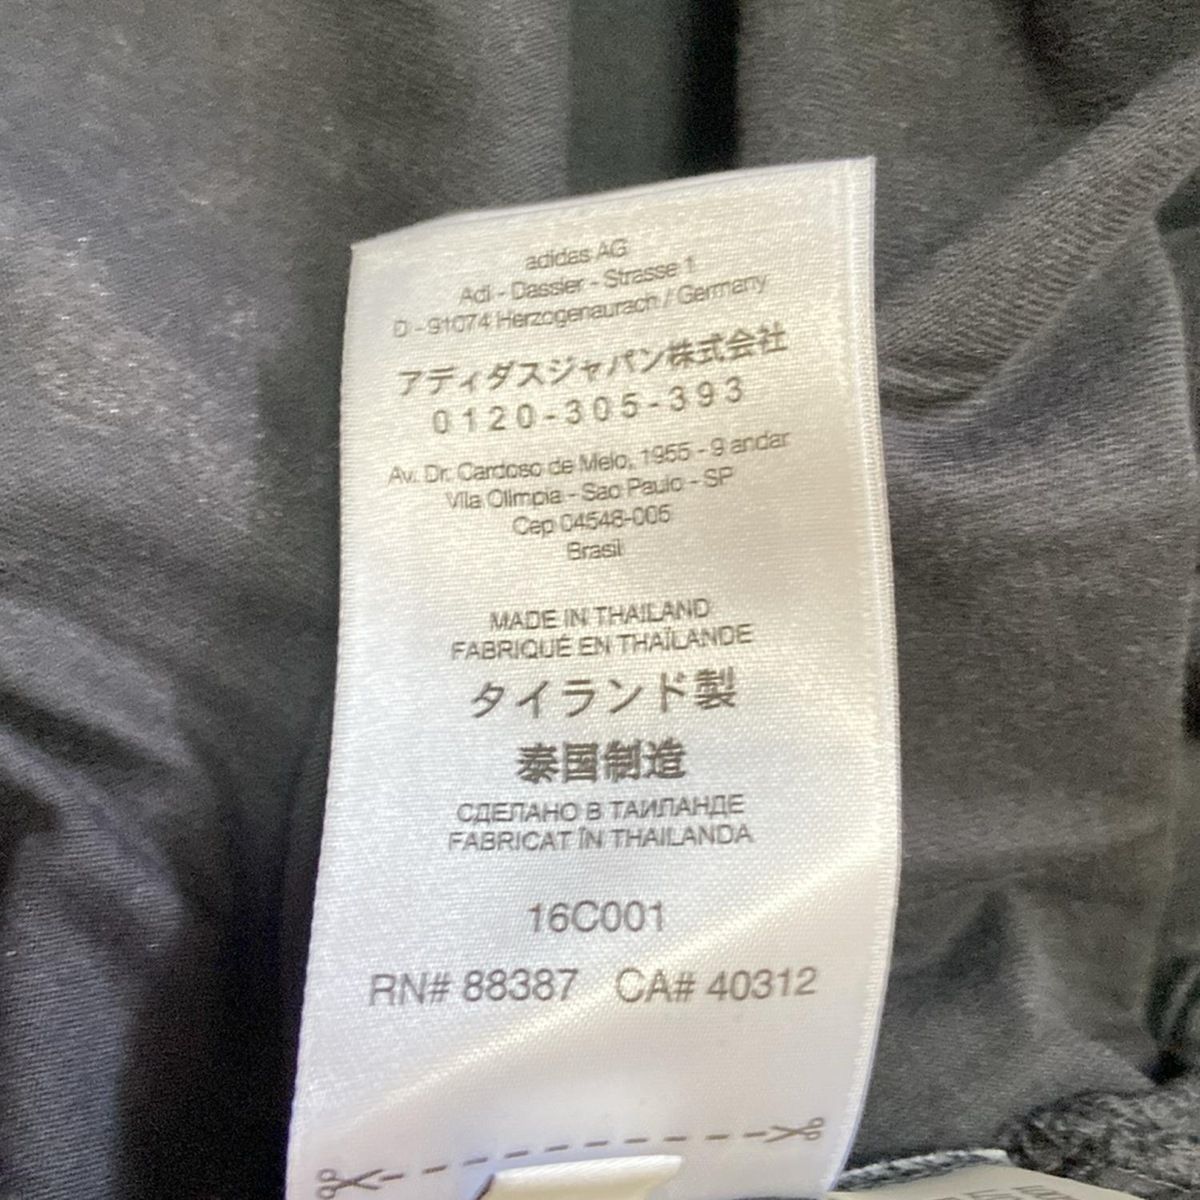 adidas AG
Adi - Dassler - Strasse 1
D - 91074 Herzogenaurach / Germany
アディダスジャパン株式会社
0120-305-393
Av. Dr. Cardoso de Melo, 1955 - 9 andar
Vila Olimpia - Sao Paulo - SP
Cep 04548-005
Brasil
MADE IN THAILAND
FABRIQUÉ EN THAÏLANDE
タイランド製
泰国制造
СДЕЛАНО В ТАИЛАНДЕ
FABRICAT ÎN THAILANDA
16C001
RN# 88387 CA# 40312